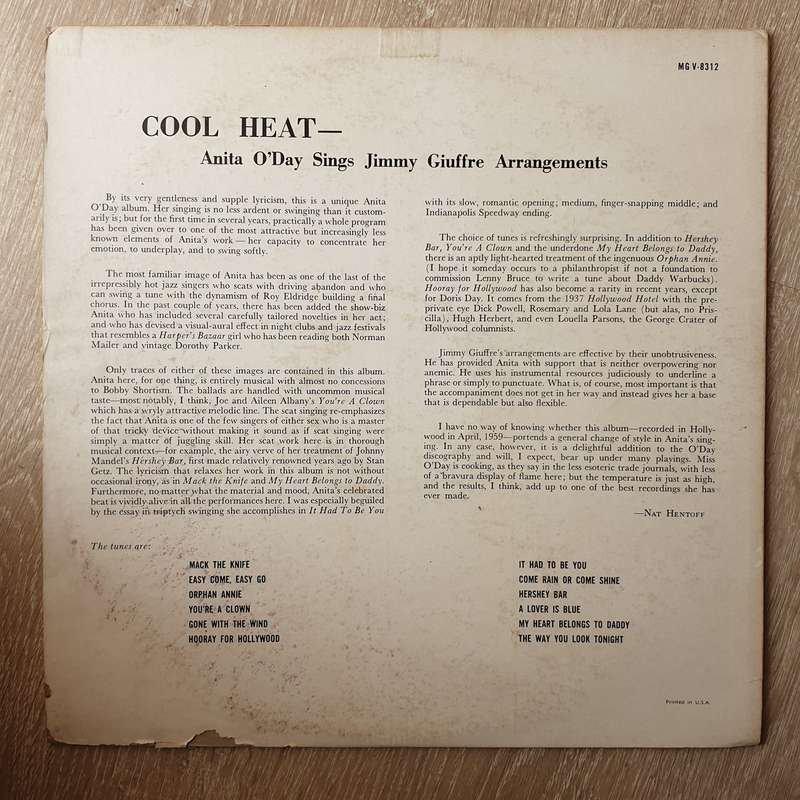 MG V-8312
COOL HEAT—
Anita O'Day Sings Jimmy Giuffre Arrangements
By its very gentleness and supple lyricism, this is a unique Anita
O'Day album. Her singing is no less ardent or swinging than it custom-
arily is; but for the first time in several years, practically a whole program
has been given over to one of the most attractive but increasingly less
known elements of Anita's work — her capacity to concentrate her
emotion, to underplay, and to swing softly.
The most familiar image of Anita has been as one of the last of the
irrepressibly hot jazz singers who scats with driving abandon and who
can swing a tune with the dynamism of Roy Eldridge building a final
chorus. In the past couple of years, there has been added the show-biz
Anita who has included several carefully tailored novelties in her act;
and who has devised a visual-aural effect in night clubs and jazz festivals
that resembles a Harper's Bazaar girl who has been reading both Norman
Mailer and vintage Dorothy Parker.
Only traces of either of these images are contained in this album.
Anita here, for one thing, is entirely musical with almost no concessions
to Bobby Shortism. The ballads are handled with uncommon musical
taste—most notably, I think, Joe and Aileen Albany's You're A Clown
which has a wryly attractive melodic line. The scat singing re-emphasizes
the fact that Anita is one of the few singers of either sex who is a master
of that tricky device without making it sound as if scat singing were
simply a matter of juggling skill. Her scat work here is in thorough
musical context—for example, the airy verve of her treatment of Johnny
Mandel's Hershey Bar, first made relatively renowned years ago by Stan
Getz. The lyricism that relaxes her work in this album is not without
occasional irony, as in Mack the Knife and My Heart Belongs to Daddy.
Furthermore, no matter what the material and mood, Anita's celebrated
beat is vividly alive in all the performances here. I was especially beguiled
by the essay in triptych swinging she accomplishes in It Had To Be You
with its slow, romantic opening; medium, finger-snapping middle; and
Indianapolis Speedway ending.
The choice of tunes is refreshingly surprising. In addition to Hershey
Bar, You're A Clown and the underdone My Heart Belongs to Daddy,
there is an aptly light-hearted treatment of the ingenuous Orphan Annie.
(I hope it someday occurs to a philanthropist if not a foundation to
commission Lenny Bruce to write a tune about Daddy Warbucks).
Hooray for Hollywood has also become a rarity in recent years, except
for Doris Day. It comes from the 1937 Hollywood Hotel with the pre-
private eye Dick Powell, Rosemary and Lola Lane (but alas, no Pris-
cilla), Hugh Herbert, and even Louella Parsons, the George Crater of
Hollywood columnists.
Jimmy Giuffre's arrangements are effective by their unobtrusiveness.
He has provided Anita with support that is neither overpowering nor
anemic. He uses his instrumental resources judiciously to underline a
phrase or simply to punctuate. What is, of course, most important is that
the accompaniment does not get in her way and instead gives her a base
that is dependable but also flexible.
I have no way of knowing whether this album—recorded in Holly-
wood in April, 1959—portends a general change of style in Anita's sing-
ing. In any case, however, it is a delightful addition to the O'Day
discography and will, I expect, bear up under many playings. Miss
O'Day is cooking, as they say in the less esoteric trade journals, with less
of a bravura display of flame here; but the temperature is just as high,
and the results, I think, add up to one of the best recordings she has
ever made.
—NAT HENTOFF
The tunes are:
MACK THE KNIFE
EASY COME, EASY GO
ORPHAN ANNIE
YOU'RE A CLOWN
GONE WITH THE WIND
HOORAY FOR HOLLYWOOD
IT HAD TO BE YOU
COME RAIN OR COME SHINE
HERSHEY BAR
A LOVER IS BLUE
MY HEART BELONGS TO DADDY
THE WAY YOU LOOK TONIGHT
Printed in U.S.A.